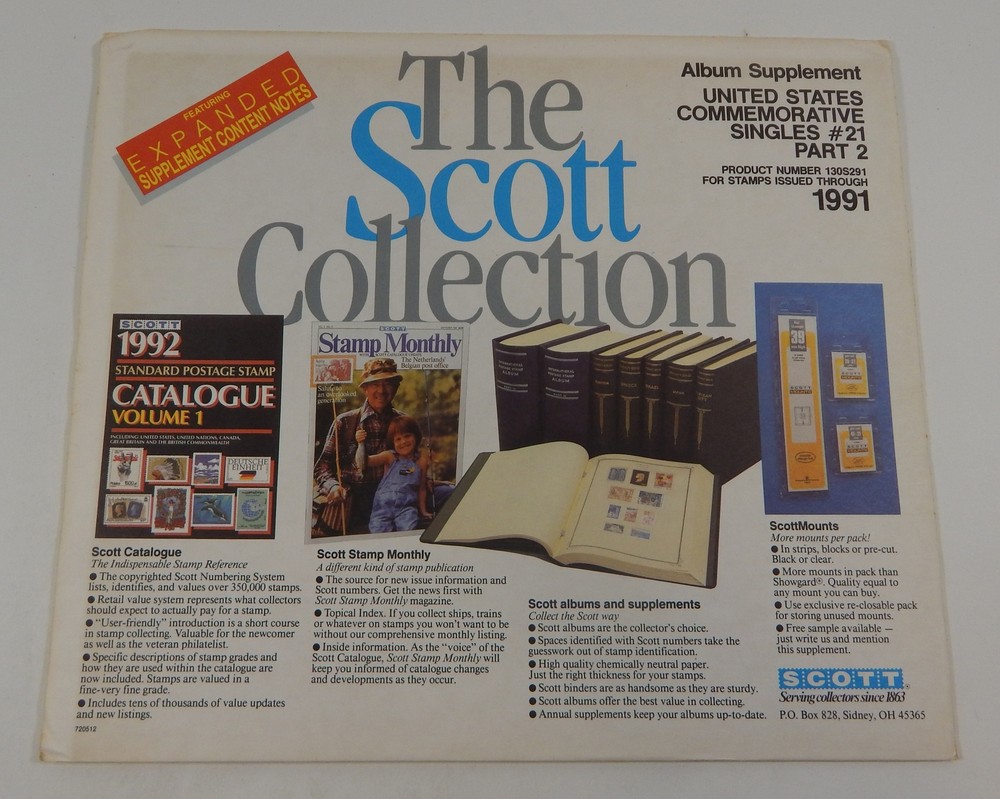 FEATURING
EXPANDED
SUPPLEMENT CONTENT NOTES
The
Scott
Collection
Album Supplement
UNITED STATES
COMMEMORATIVE
SINGLES #21
PART 2
PRODUCT NUMBER 130S291
FOR STAMPS ISSUED THROUGH
1991
SCOTT
1992
STANDARD POSTAGE STAMP
CATALOGUE
VOLUME 1
INCLUDING UNITED STATES, UNITED NATIONS, CANADA,
GREAT BRITAIN AND THE BRITISH COMMONWEALTH
DEUTSCHE
EINHEIT
SCOTT
Stamp Monthly
The Netherlands'
Belgian post office
39
SCOTT
Scott Catalogue
The Indispensable Stamp Reference
● The copyrighted Scott Numbering System
lists, identifies, and values over 350,000 stamps.
● Retail value system represents what collectors
should expect to actually pay for a stamp.
● "User-friendly" introduction is a short course
in stamp collecting. Valuable for the newcomer
as well as the veteran philatelist.
● Specific descriptions of stamp grades and
how they are used within the catalogue are
now included. Stamps are valued in a
fine-very fine grade.
● Includes tens of thousands of value updates
and new listings.
720512
Scott Stamp Monthly
A different kind of stamp publication
● The source for new issue information and
Scott numbers. Get the news first with
Scott Stamp Monthly magazine.
● Topical Index. If you collect ships, trains
or whatever on stamps you won't want to be
without our comprehensive monthly listing.
● Inside information. As the "voice" of the
Scott Catalogue, Scott Stamp Monthly will
keep you informed of catalogue changes
and developments as they occur.
Scott albums and supplements
Collect the Scott way
● Scott albums are the collector's choice.
● Spaces identified with Scott numbers take the
guesswork out of stamp identification.
● High quality chemically neutral paper.
Just the right thickness for your stamps.
● Scott binders are as handsome as they are sturdy.
● Scott albums offer the best value in collecting.
● Annual supplements keep your albums up-to-date.
ScottMounts
More mounts per pack!
● In strips, blocks or pre-cut.
Black or clear.
● More mounts in pack than
Showgard®. Quality equal to
any mount you can buy.
● Use exclusive re-closable pack
for storing unused mounts.
● Free sample available –
just write us and mention
this supplement.
SCOTT®
Serving collectors since 1863
P.O. Box 828, Sidney, OH 45365